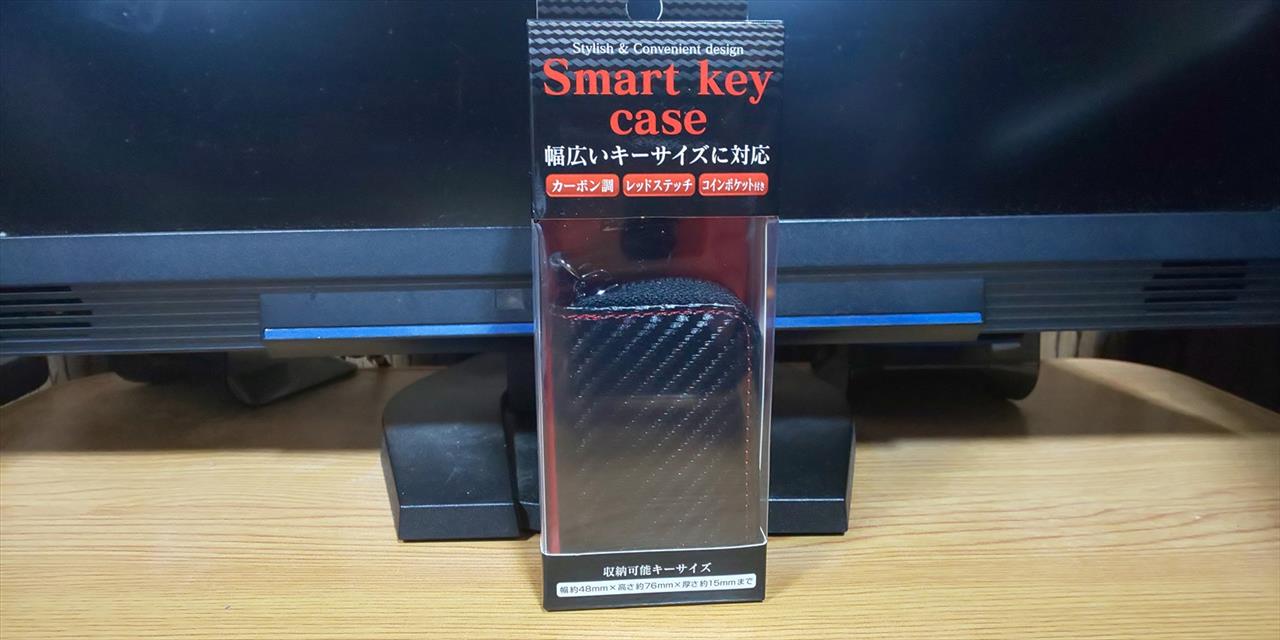 Stylish & Convenient design
Smart key
case
幅広いキーサイズに対応
カーボン調 レッドステッチ コインポケット付き
収納可能キーサイズ
幅約48mm×高さ約76mm×厚さ約15mmまで